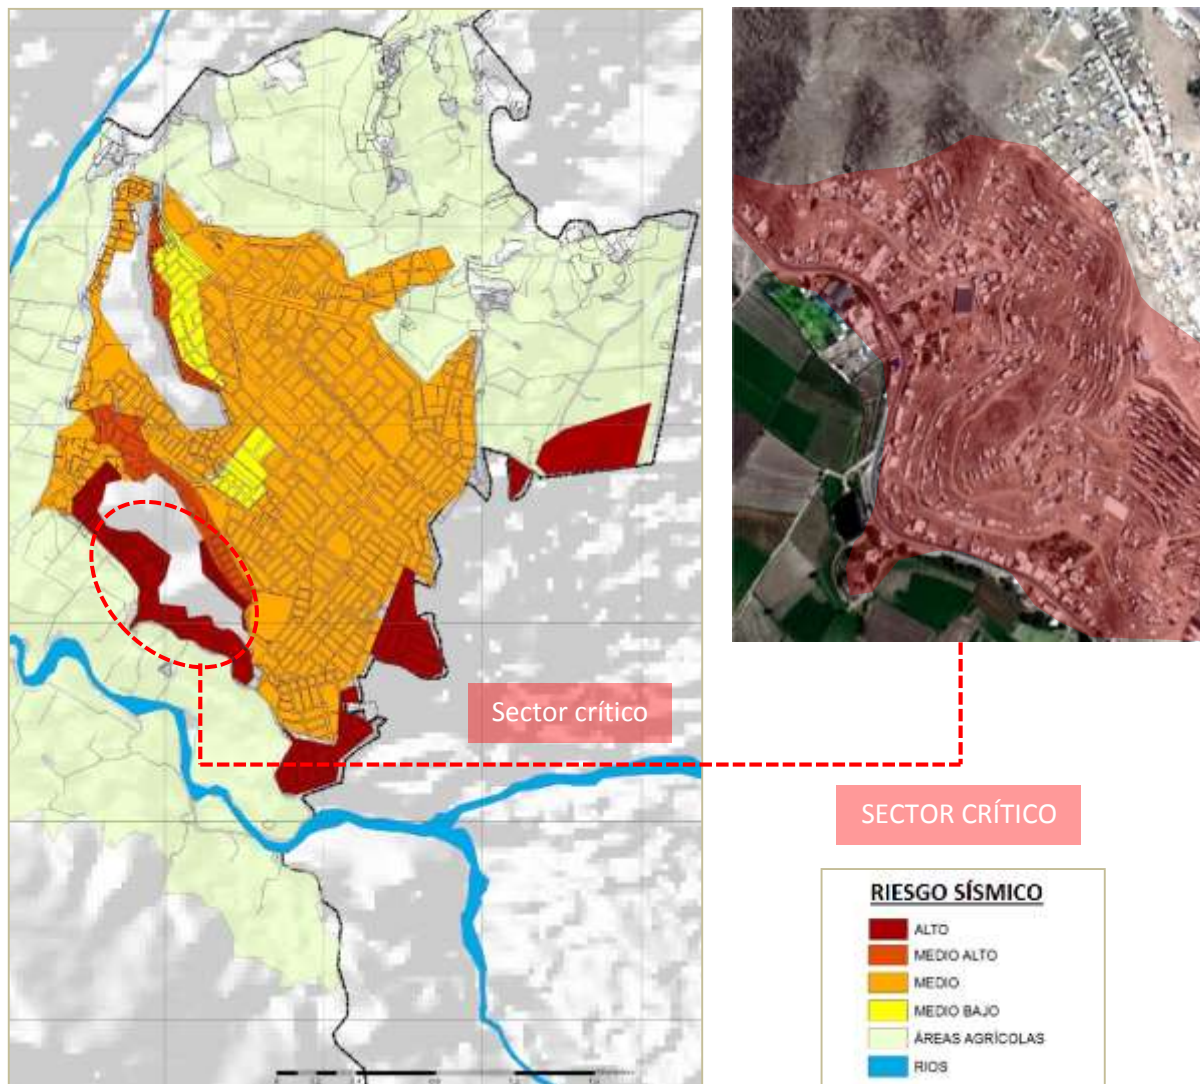 Sector crítico
SECTOR CRÍTICO
RIESGO SÍSMICO
ALTO
MEDIO ALTO
MEDIO
MEDIO BAJO
ÁREAS AGRÍCOLAS
RIOS